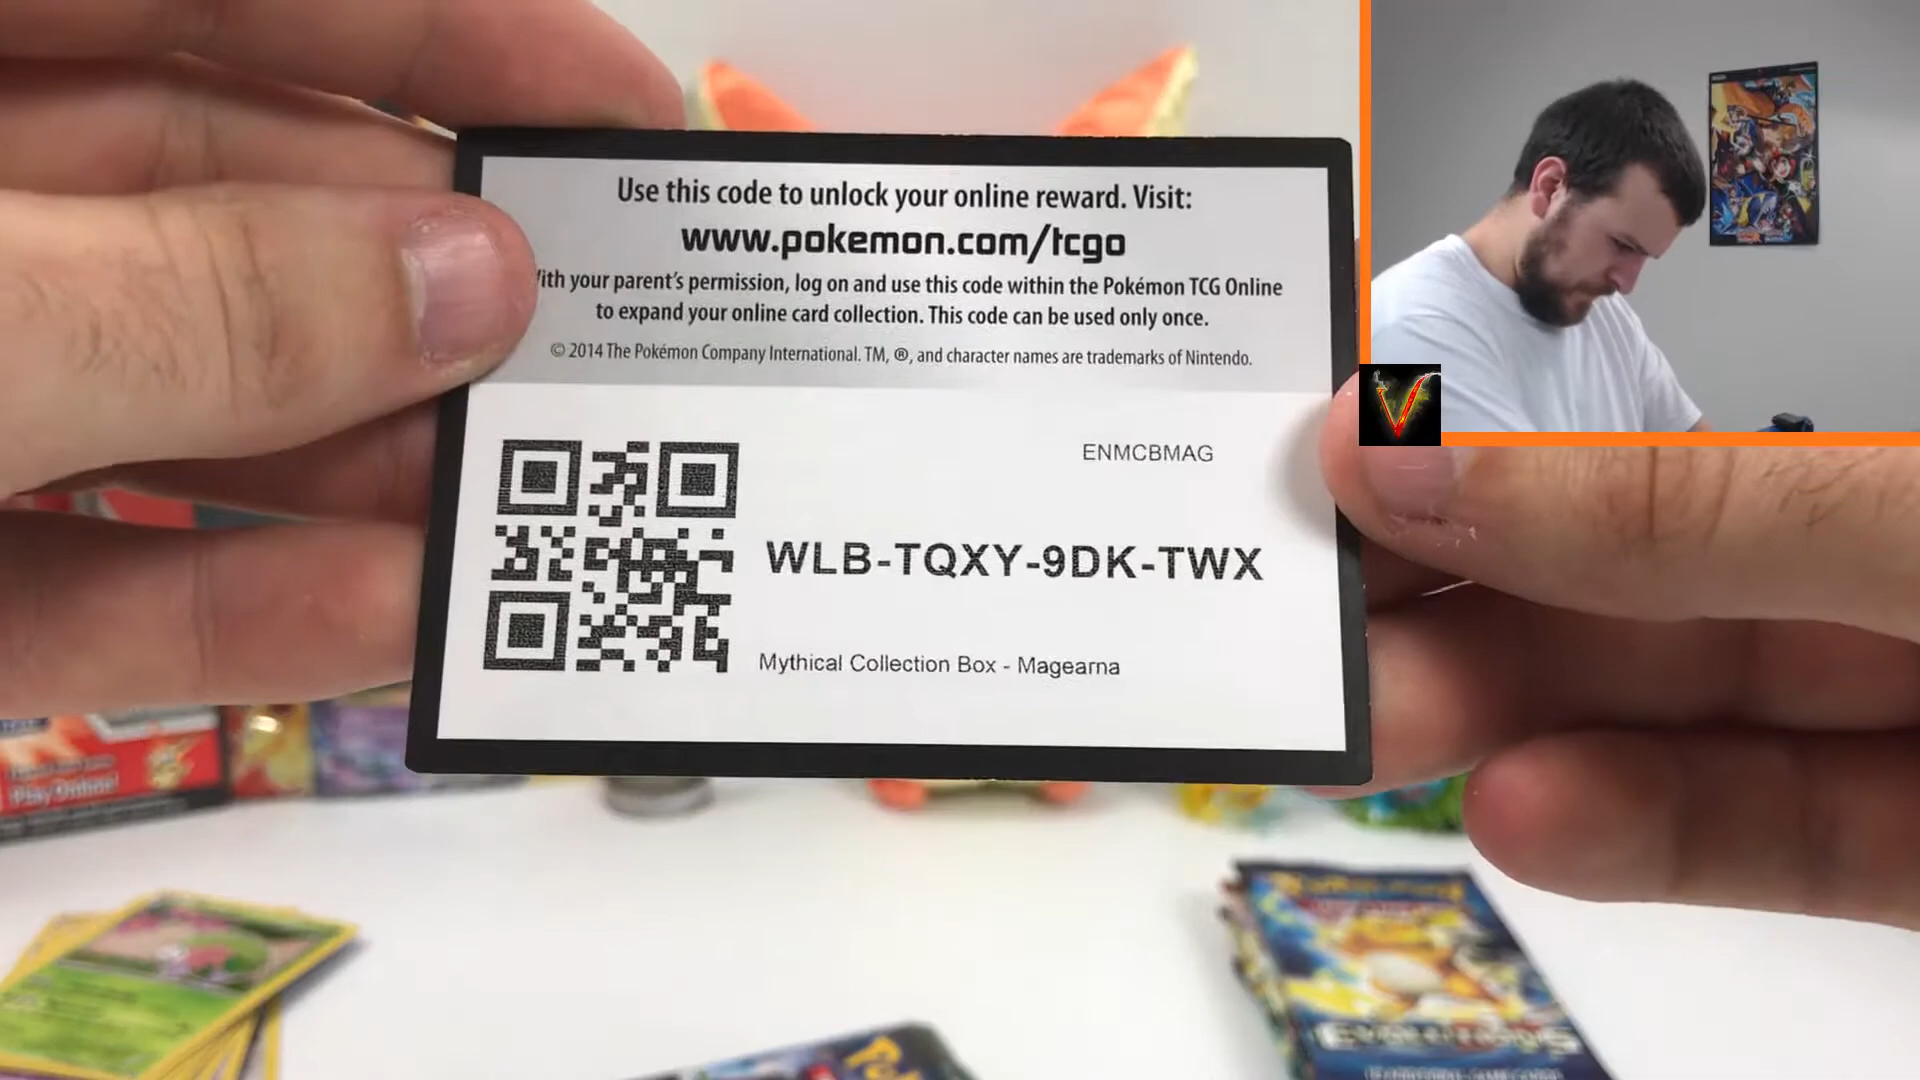 Use this code to unlock your online reward. Visit:
www.pokemon.com/tcgo
ith your parent's permission, log on and use this code within the Pokémon TCG Online
to expand your online card collection. This code can be used only once.
© 2014 The Pokémon Company International. TM, ®, and character names are trademarks of Nintendo.
ENMCBMAG
WLB-TQXY-9DK-TWX
Mythical Collection Box - Magearna
Play Online!
EVOLUTIONS